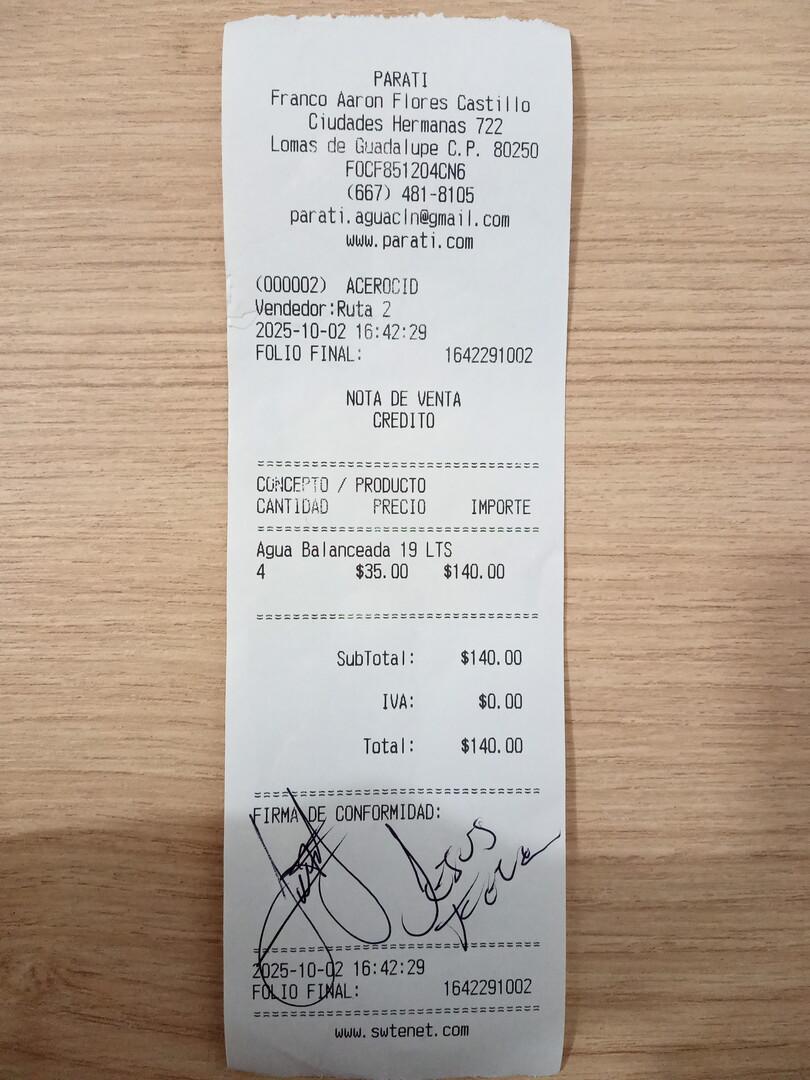 PARATI
Franco Aaron Flores Castillo
Ciudades Hermanas 722
Lomas de Guadalupe C.P. 80250
FOCF851204CN6
(667) 481-8105
parati.aguacln@gmail.com
www.parati.com
(000002) ACEROCID
Vendedor:Ruta 2
2025-10-02 16:42:29
FOLIO FINAL: 1642291002
NOTA DE VENTA
CREDITO
CONCEPTO / PRODUCTO
CANTIDAD PRECIO IMPORTE
Agua Balanceada 19 LTS
4 $35.00 $140.00
SubTotal: $140.00
IVA: $0.00
Total: $140.00
FIRMA DE CONFORMIDAD:
2025-10-02 16:42:29
FOLIO FINAL: 1642291002
www.swtenet.com